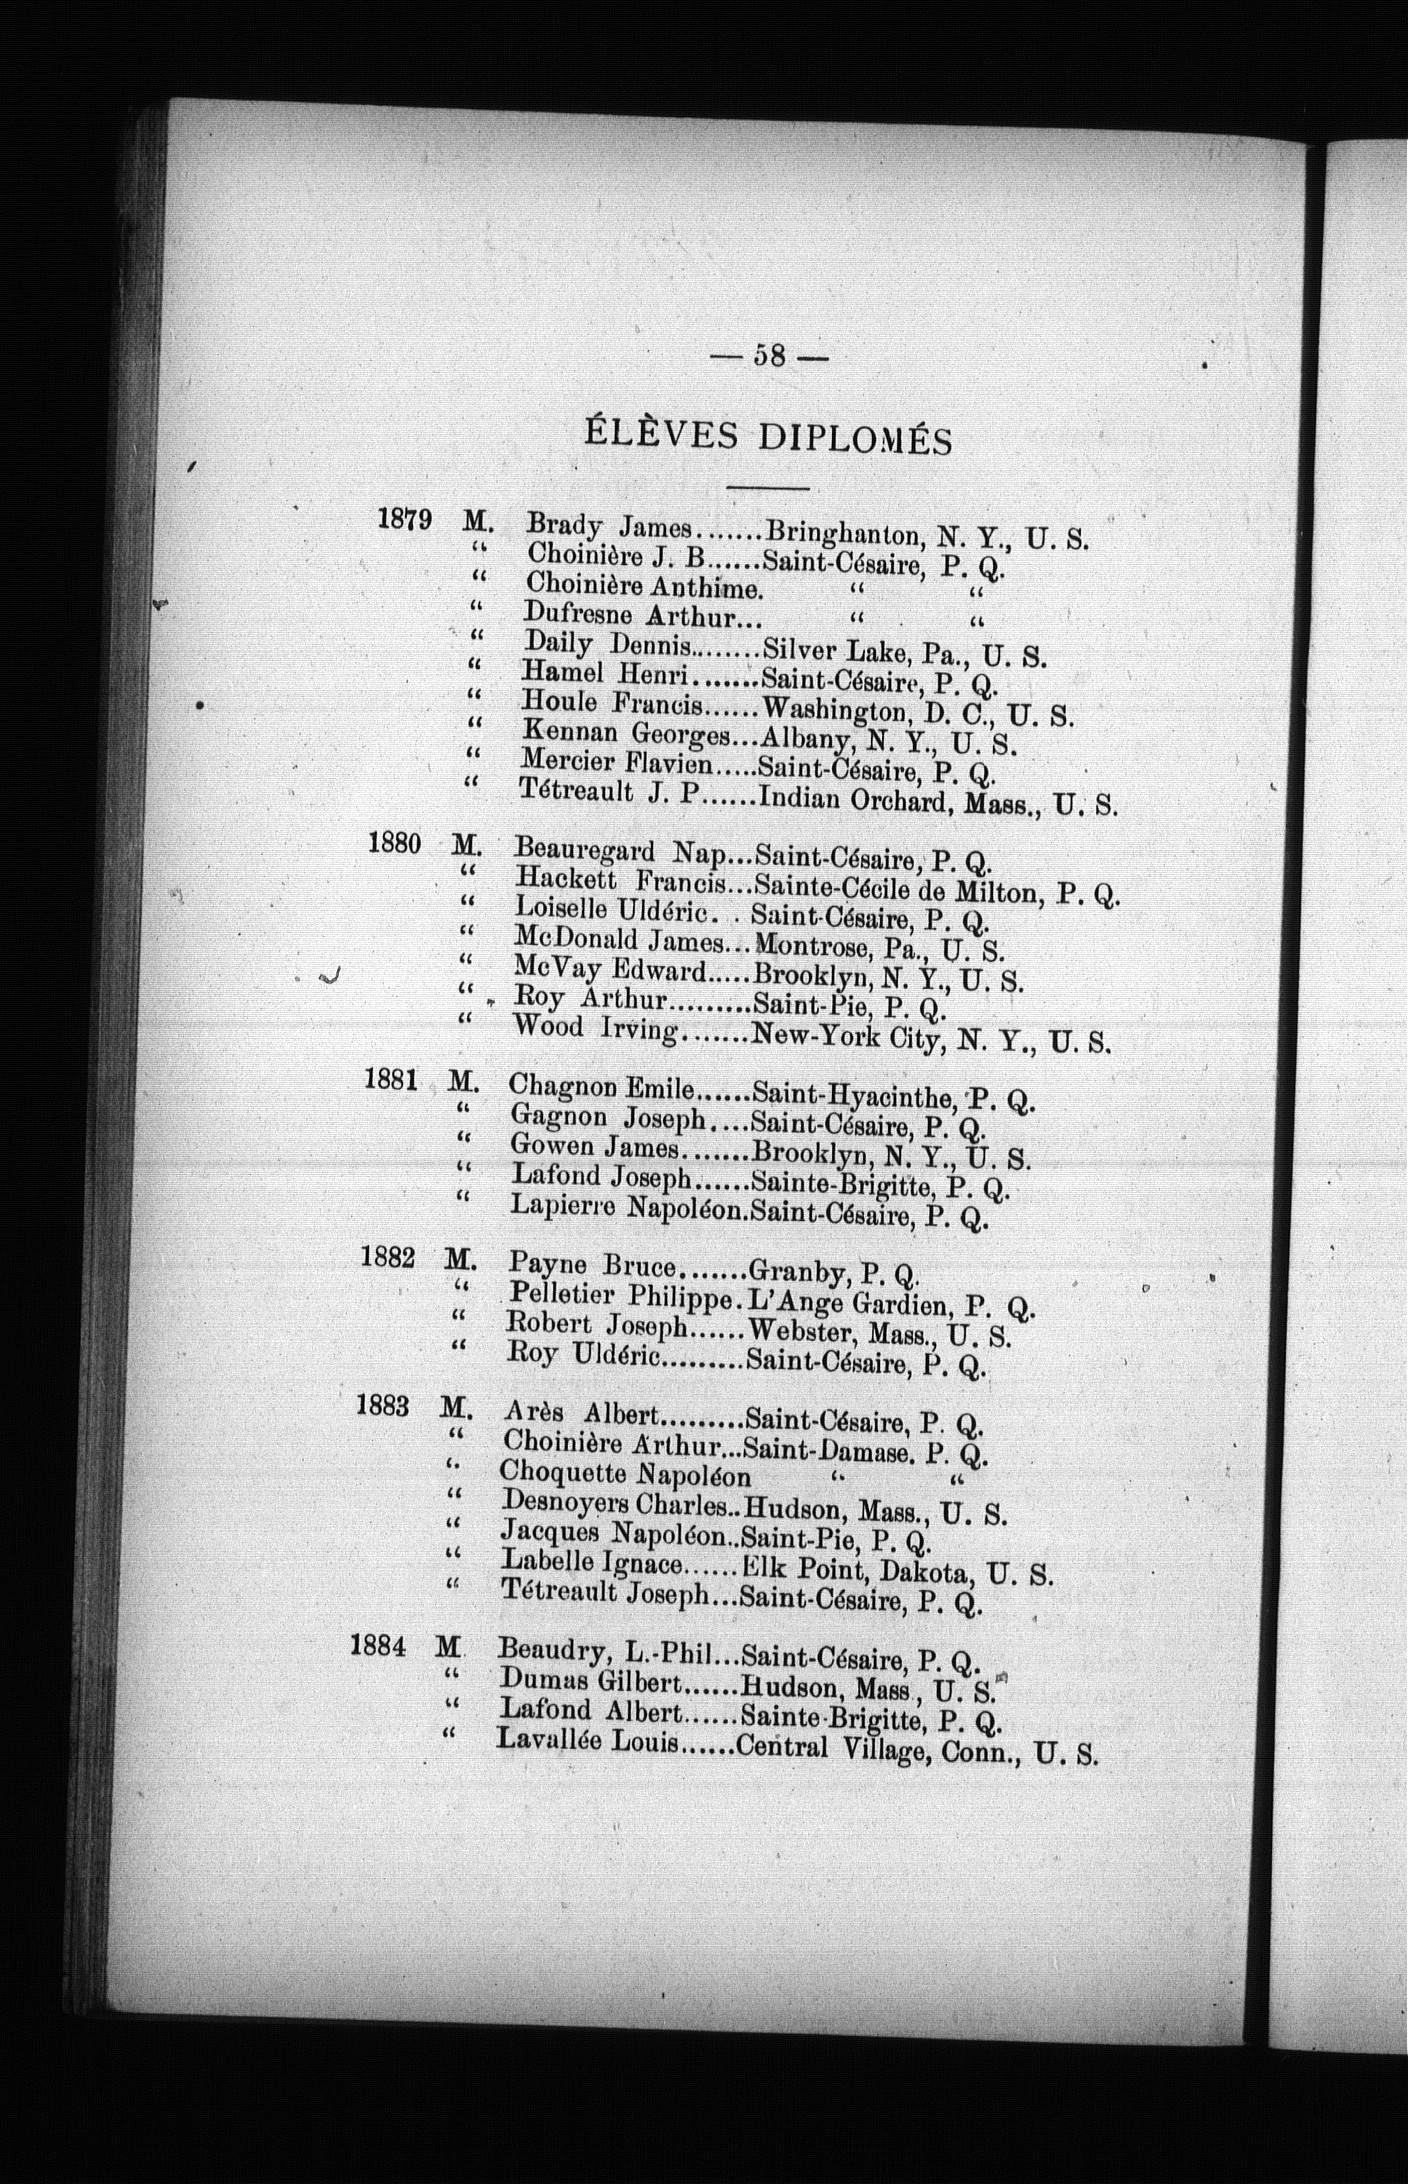 — 58 —
ÉLÈVES DIPLOMÉS
1879 M. Brady James.......Bringhanton, N. Y., U. S.
“ Choinière J. B......Saint-Césaire, P. Q.
“ Choinière Anthime. “ “
“ Dufresne Arthur... “ “
“ Daily Dennis........Silver Lake, Pa., U. S.
“ Hamel Henri.......Saint-Césaire, P. Q.
“ Houle Francis......Washington, D. C., U. S.
“ Kennan Georges...Albany, N. Y., U. S.
“ Mercier Flavien.....Saint-Césaire, P. Q.
“ Tétreault J. P......Indian Orchard, Mass., U. S.
1880 M. Beauregard Nap...Saint-Césaire, P. Q.
“ Hackett Francis...Sainte-Cécile de Milton, P. Q.
“ Loiselle Uldéric. . Saint-Césaire, P. Q.
“ McDonald James...Montrose, Pa., U. S.
“ McVay Edward.....Brooklyn, N. Y., U. S.
“ Roy Arthur.........Saint-Pie, P. Q.
“ Wood Irving.......New-York City, N. Y., U. S.
1881 M. Chagnon Emile......Saint-Hyacinthe, P. Q.
“ Gagnon Joseph....Saint-Césaire, P. Q.
“ Gowen James.......Brooklyn, N. Y., U. S.
“ Lafond Joseph......Sainte-Brigitte, P. Q.
“ Lapierre Napoléon.Saint-Césaire, P. Q.
1882 M. Payne Bruce.......Granby, P. Q.
“ Pelletier Philippe.L’Ange Gardien, P. Q.
“ Robert Joseph......Webster, Mass., U. S.
“ Roy Uldéric.........Saint-Césaire, P. Q.
1883 M. Arès Albert.........Saint-Césaire, P. Q.
“ Choinière Arthur...Saint-Damase. P. Q.
“ Choquette Napoléon “ “
“ Desnoyers Charles..Hudson, Mass., U. S.
“ Jacques Napoléon..Saint-Pie, P. Q.
“ Labelle Ignace......Elk Point, Dakota, U. S.
“ Tétreault Joseph...Saint-Césaire, P. Q.
1884 M Beaudry, L.-Phil...Saint-Césaire, P. Q.
“ Dumas Gilbert......Hudson, Mass., U. S.
“ Lafond Albert......Sainte-Brigitte, P. Q.
“ Lavallée Louis......Central Village, Conn., U. S.